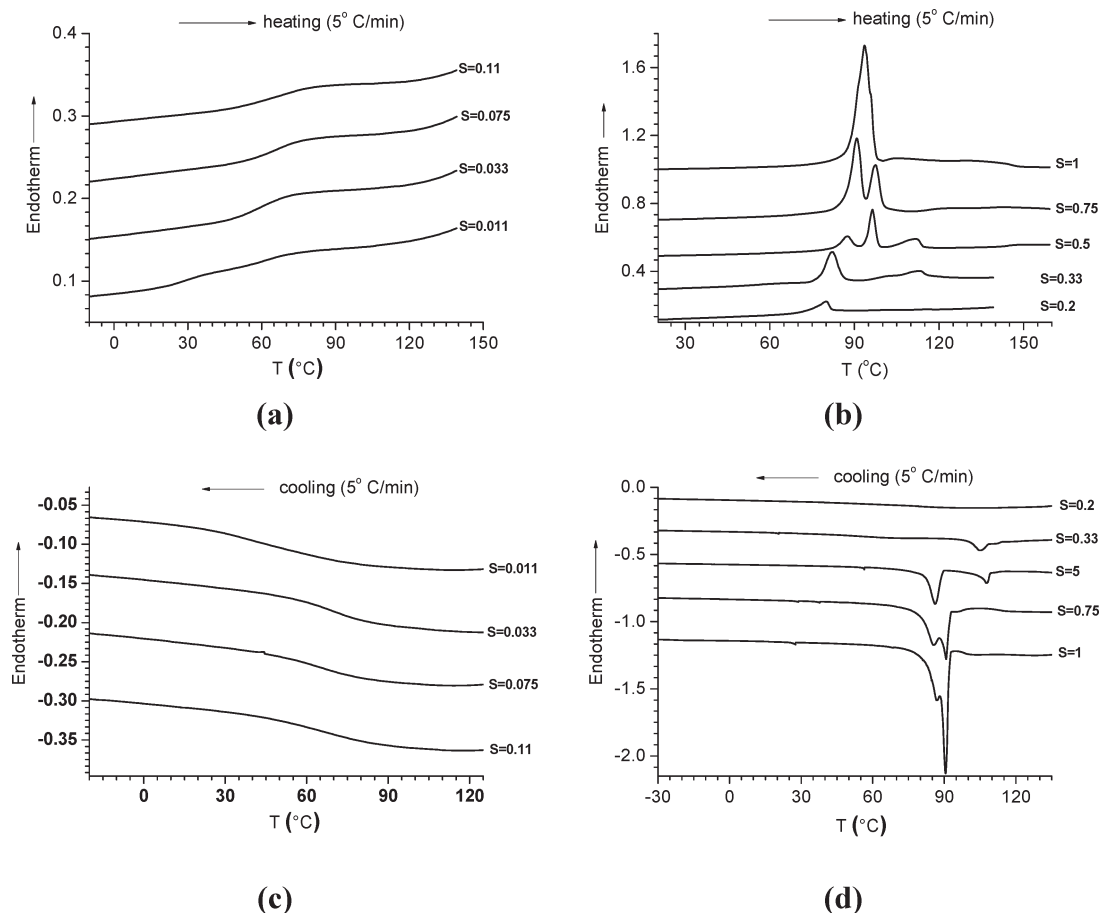 heating (5° C/min)
0.4
0.3
0.2
0.1
Endotherm
S=0.11
S=0.075
S=0.033
S=0.011
0 30 60 90 120 150
T (°C)
(a)
heating (5° C/min)
1.6
1.2
0.8
0.4
Endotherm
S=1
S=0.75
S=0.5
S=0.33
S=0.2
30 60 90 120 150
T (°C)
(b)
cooling (5° C/min)
-0.05
-0.10
-0.15
-0.20
-0.25
-0.30
-0.35
Endotherm
S=0.011
S=0.033
S=0.075
S=0.11
0 30 60 90 120
T (°C)
(c)
cooling (5° C/min)
0.0
-0.5
-1.0
-1.5
-2.0
Endotherm
S=0.2
S=0.33
S=5
S=0.75
S=1
-30 0 30 60 90 120
T (°C)
(d)